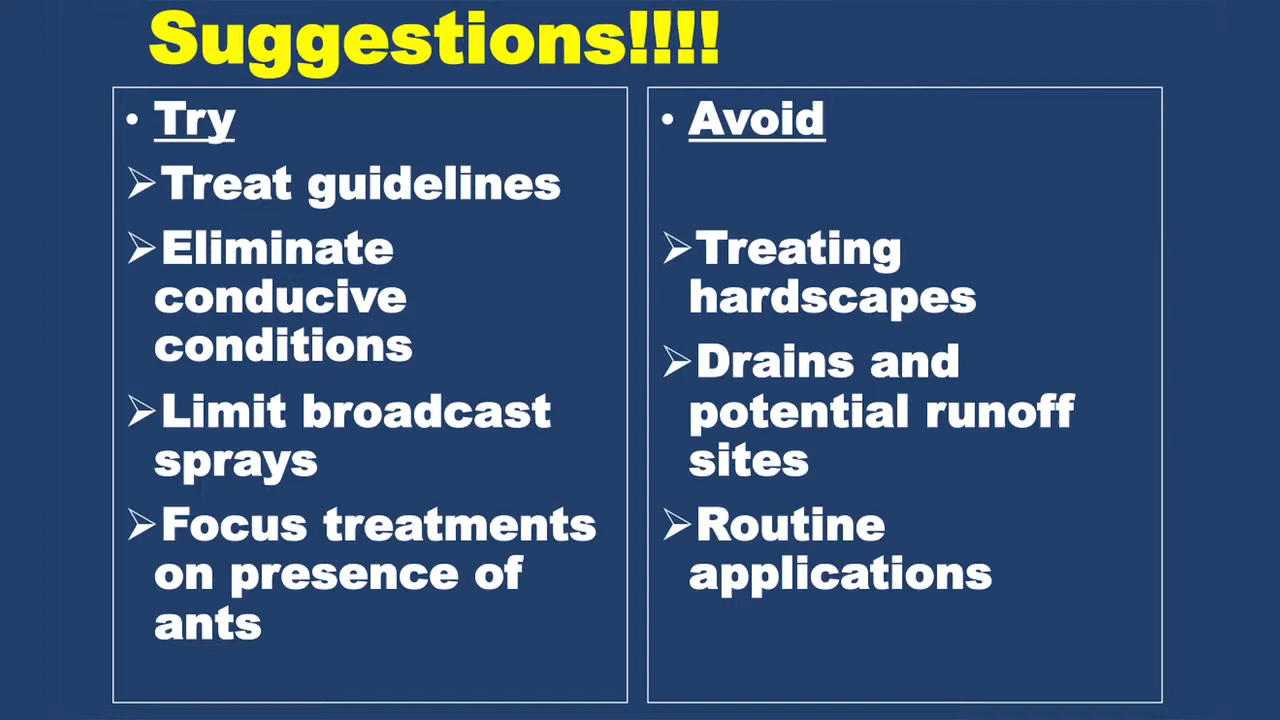 Suggestions!!!!
• Try
➢Treat guidelines
➢Eliminate
conducive
conditions
➢Limit broadcast
sprays
➢Focus treatments
on presence of
ants
• Avoid
➢Treating
hardscapes
➢Drains and
potential runoff
sites
➢Routine
applications